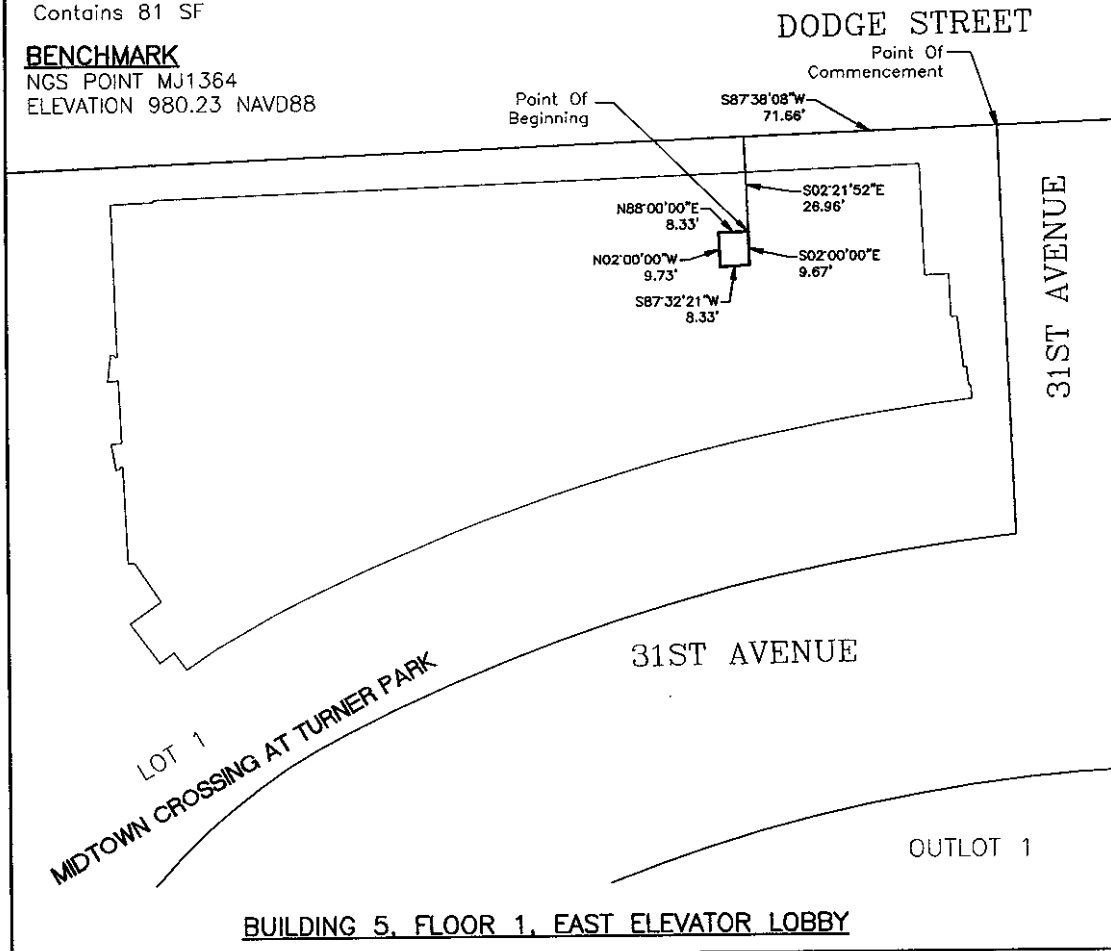 Contains 81 SF
BENCHMARK
NGS POINT MJ1364
ELEVATION 980.23 NAVD88
DODGE STREET
Point Of
Commencement
Point Of
Beginning
S87°38'08"W
71.66'
S02°21'52"E
26.96'
N88°00'00"E
8.33'
N02°00'00"W
9.73'
S02°00'00"E
9.67'
S87°32'21"W
8.33'
31ST AVENUE
31ST AVENUE
LOT 1
MIDTOWN CROSSING AT TURNER PARK
OUTLOT 1
BUILDING 5, FLOOR 1, EAST ELEVATOR LOBBY